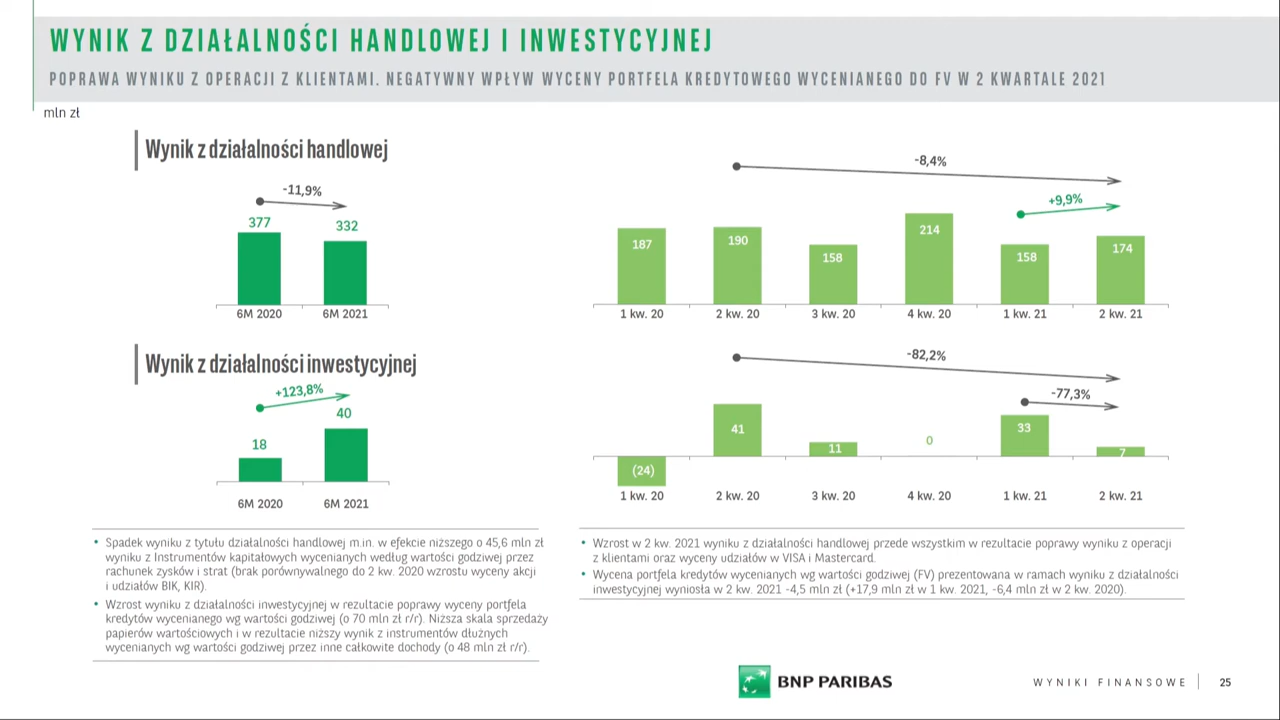 WYNIK Z DZIAŁALNOŚCI HANDLOWEJ I INWESTYCYJNEJ
POPRAWA WYNIKU Z OPERACJI Z KLIENTAMI. NEGATYWNY WPŁYW WYCENY PORTFELA KREDYTOWEGO WYCENIANEGO DO FV W 2 KWARTALE 2021
mln zł
Wynik z działalności handlowej
-11,9%
377
332
6M 2020
6M 2021
-8,4%
+9,9%
187
190
158
214
158
174
1 kw. 20
2 kw. 20
3 kw. 20
4 kw. 20
1 kw. 21
2 kw. 21
Wynik z działalności inwestycyjnej
+123,8%
18
40
6M 2020
6M 2021
-82,2%
-77,3%
(24)
41
11
0
33
7
1 kw. 20
2 kw. 20
3 kw. 20
4 kw. 20
1 kw. 21
2 kw. 21
• Spadek wyniku z tytułu działalności handlowej m.in. w efekcie niższego o 45,6 mln zł
wyniku z Instrumentów kapitałowych wycenianych według wartości godziwej przez
rachunek zysków i strat (brak porównywalnego do 2 kw. 2020 wzrostu wyceny akcji
i udziałów BIK, KIR).
• Wzrost wyniku z działalności inwestycyjnej w rezultacie poprawy wyceny portfela
kredytów wycenianego wg wartości godziwej (o 70 mln zł r/r). Niższa skala sprzedaży
papierów wartościowych i w rezultacie niższy wynik z instrumentów dłużnych
wycenianych wg wartości godziwej przez inne całkowite dochody (o 48 mln zł r/r).
• Wzrost w 2 kw. 2021 wyniku z działalności handlowej przede wszystkim w rezultacie poprawy wyniku z operacji
z klientami oraz wyceny udziałów w VISA i Mastercard.
• Wycena portfela kredytów wycenianych wg wartości godziwej (FV) prezentowana w ramach wyniku z działalności
inwestycyjnej wyniosła w 2 kw. 2021 -4,5 mln zł (+17,9 mln zł w 1 kw. 2021, -6,4 mln zł w 2 kw. 2020).
BNP PARIBAS
WYNIKI FINANSOWE
25